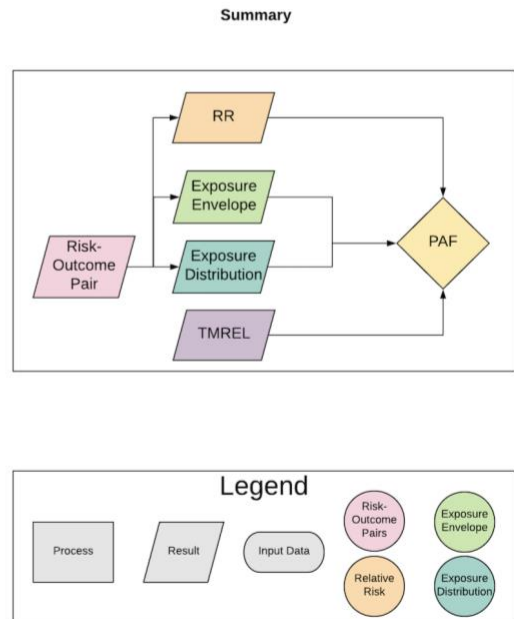 Summary
RR
Exposure
Envelope
Risk-
Outcome
Pair
Exposure
Distribution
PAF
TMREL
Legend
Process
Result
Input Data
Risk-
Outcome
Pairs
Exposure
Envelope
Relative
Risk
Exposure
Distribution